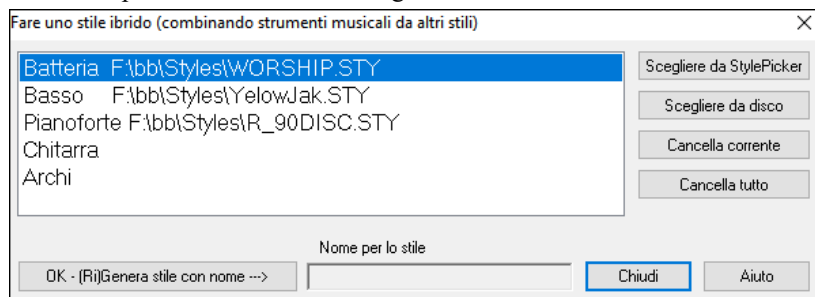 Fare uno stile ibrido (combinando strumenti musicali da altri stili)
Batteria F:\bb\Styles\WORSHIP.STY
Basso F:\bb\Styles\YelowJak.STY
Pianoforte F:\bb\Styles\R_90DISC.STY
Chitarra
Archi
Scegliere da StylePicker
Scegliere da disco
Cancella corrente
Cancella tutto
Nome per lo stile
OK - (Ri)Genera stile con nome --->
Chiudi
Aiuto